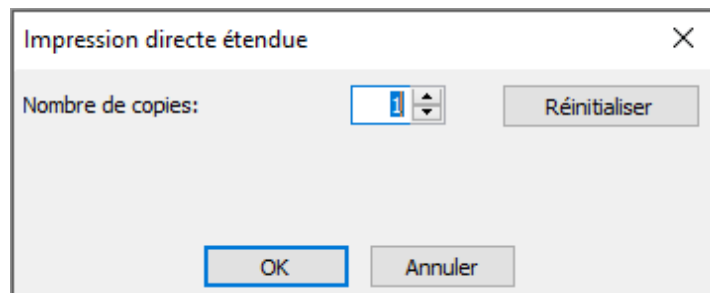 Impression directe étendue
Nombre de copies: 1 Réinitialiser
OK Annuler